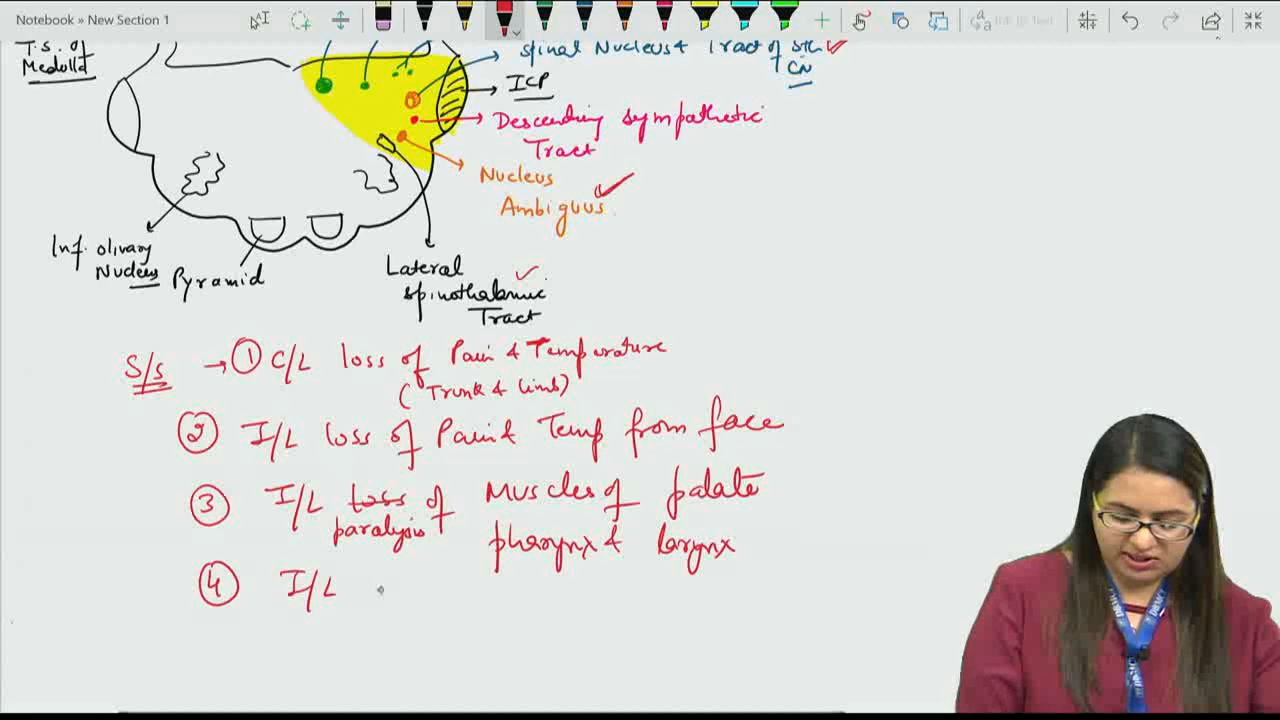 Notebook » New Section 1
T.S. of
Medulla
Spinal Nucleus & Tract of 5th
CN
ICP
Descending sympathetic
Tract
Nucleus
Ambiguus
Inf. olivary
Nucleus
Pyramid
Lateral
spinothalamic
Tract
S/S → ① C/L loss of Pain & Temperature
(Trunk & limb)
② I/L loss of Pain & Temp from face
③ I/L loss of Muscles of palate
paralysis pharynx & larynx
④ I/L